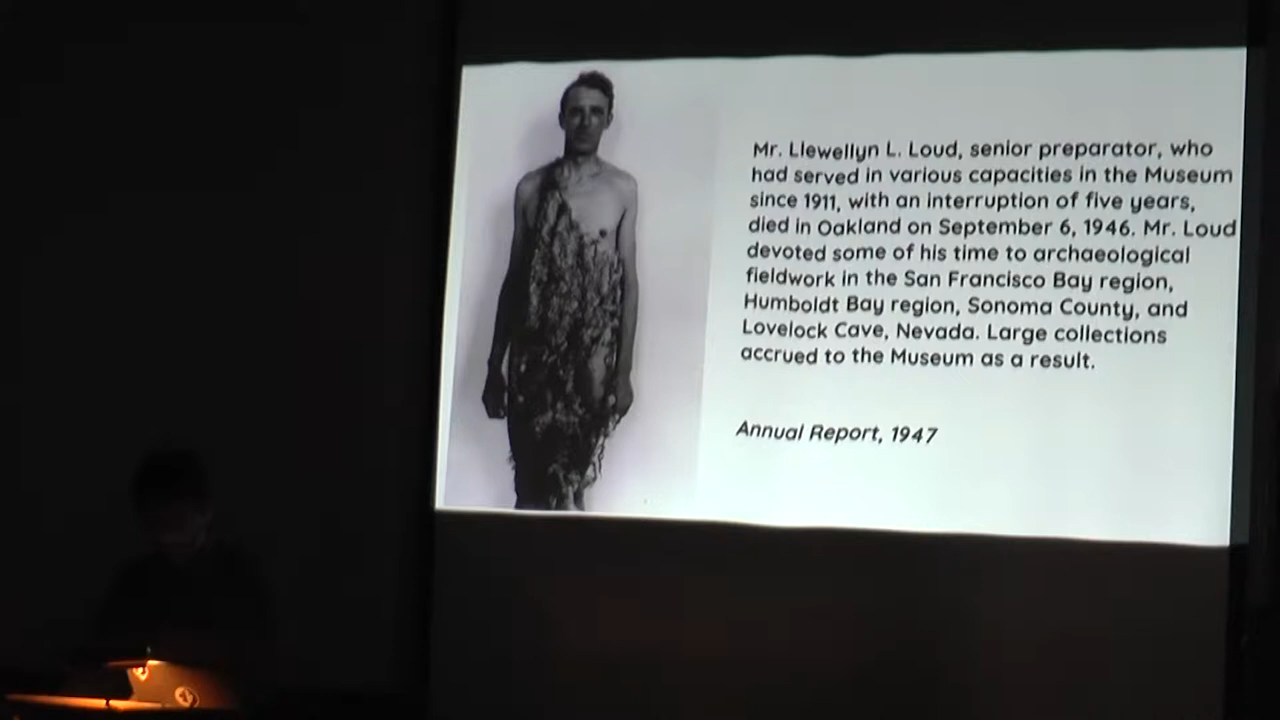 Mr. Llewellyn L. Loud, senior preparator, who
had served in various capacities in the Museum
since 1911, with an interruption of five years,
died in Oakland on September 6, 1946. Mr. Loud
devoted some of his time to archaeological
fieldwork in the San Francisco Bay region,
Humboldt Bay region, Sonoma County, and
Lovelock Cave, Nevada. Large collections
accrued to the Museum as a result.
Annual Report, 1947